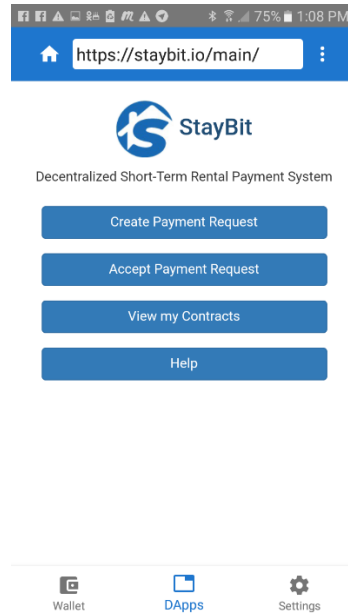 75% 1:08 PM
https://staybit.io/main/
StayBit
Decentralized Short-Term Rental Payment System
Create Payment Request
Accept Payment Request
View my Contracts
Help
Wallet DApps Settings